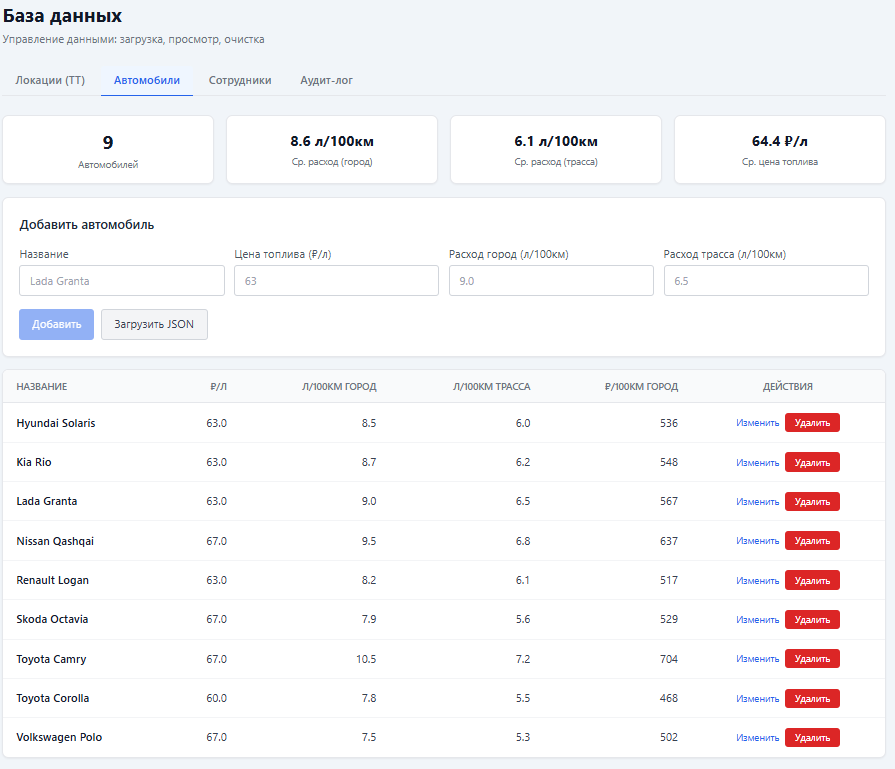 База данных
Управление данными: загрузка, просмотр, очистка
Локации (ТТ) Автомобили Сотрудники Аудит-лог
9 8.6 л/100км 6.1 л/100км 64.4 ₽/л
Автомобилей Ср. расход (город) Ср. расход (трасса) Ср. цена топлива
Добавить автомобиль
Название Цена топлива (₽/л) Расход город (л/100км) Расход трасса (л/100км)
Lada Granta 63 9.0 6.5
Добавить Загрузить JSON
НАЗВАНИЕ ₽/Л Л/100КМ ГОРОД Л/100КМ ТРАССА ₽/100КМ ГОРОД ДЕЙСТВИЯ
Hyundai Solaris 63.0 8.5 6.0 536 Изменить Удалить
Kia Rio 63.0 8.7 6.2 548 Изменить Удалить
Lada Granta 63.0 9.0 6.5 567 Изменить Удалить
Nissan Qashqai 67.0 9.5 6.8 637 Изменить Удалить
Renault Logan 63.0 8.2 6.1 517 Изменить Удалить
Skoda Octavia 67.0 7.9 5.6 529 Изменить Удалить
Toyota Camry 67.0 10.5 7.2 704 Изменить Удалить
Toyota Corolla 60.0 7.8 5.5 468 Изменить Удалить
Volkswagen Polo 67.0 7.5 5.3 502 Изменить Удалить